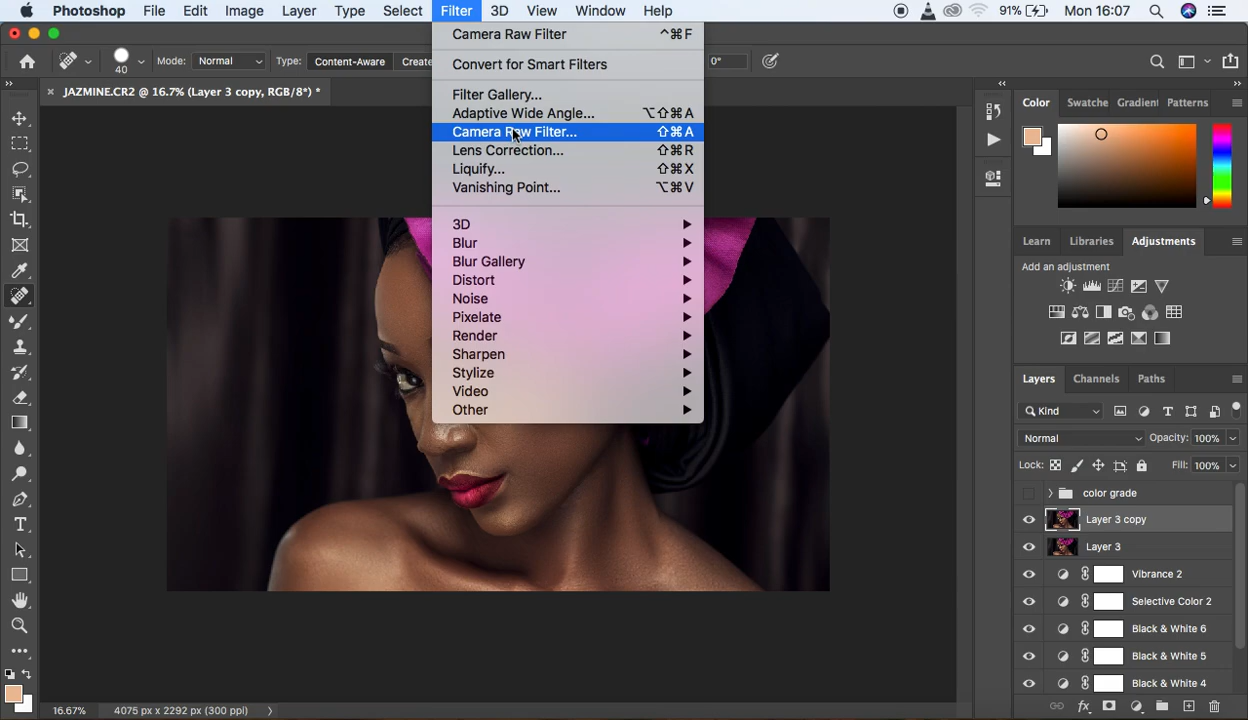 Photoshop File Edit Image Layer Type Select Filter 3D View Window Help 91% Mon 16:07
40 Mode: Normal Type: Content-Aware Create 0°
× JAZMINE.CR2 @ 16.7% (Layer 3 copy, RGB/8*) *
Camera Raw Filter ^⌘F
Convert for Smart Filters
Filter Gallery...
Adaptive Wide Angle... ⌥⇧⌘A
Camera Raw Filter... ⇧⌘A
Lens Correction... ⇧⌘R
Liquify... ⇧⌘X
Vanishing Point... ⌥⌘V
3D
Blur
Blur Gallery
Distort
Noise
Pixelate
Render
Sharpen
Stylize
Video
Other
Color Swatche Gradien Patterns
Learn Libraries Adjustments
Add an adjustment
Layers Channels Paths
Kind
Normal Opacity: 100%
Lock: Fill: 100%
color grade
Layer 3 copy
Layer 3
Vibrance 2
Selective Color 2
Black & White 6
Black & White 5
Black & White 4
fx
16.67% 4075 px x 2292 px (300 ppi)